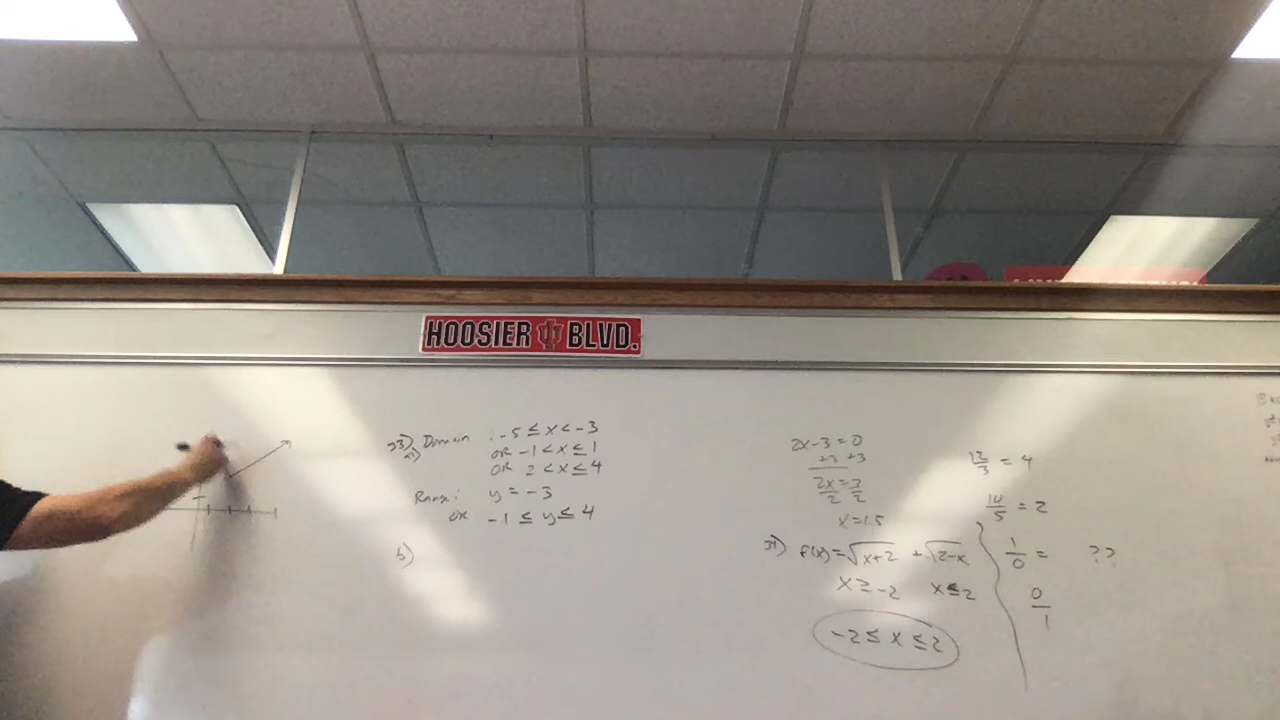 HOOSIER BLVD.
23) Domain : -5 ≤ x < -3
a) OR -1 < x ≤ 1
OR 2 < x ≤ 4
Range: y = -3
OR -1 ≤ y ≤ 4
b)
2x-3=0
+3 +3
2x=3
2 2
x=1.5
31) f(x)=√x+2 + √2-x
x ≥ -2 x ≤ 2
-2 ≤ x ≤ 2
12/3 = 4
10/5 = 2
1/0 = ??
0/1